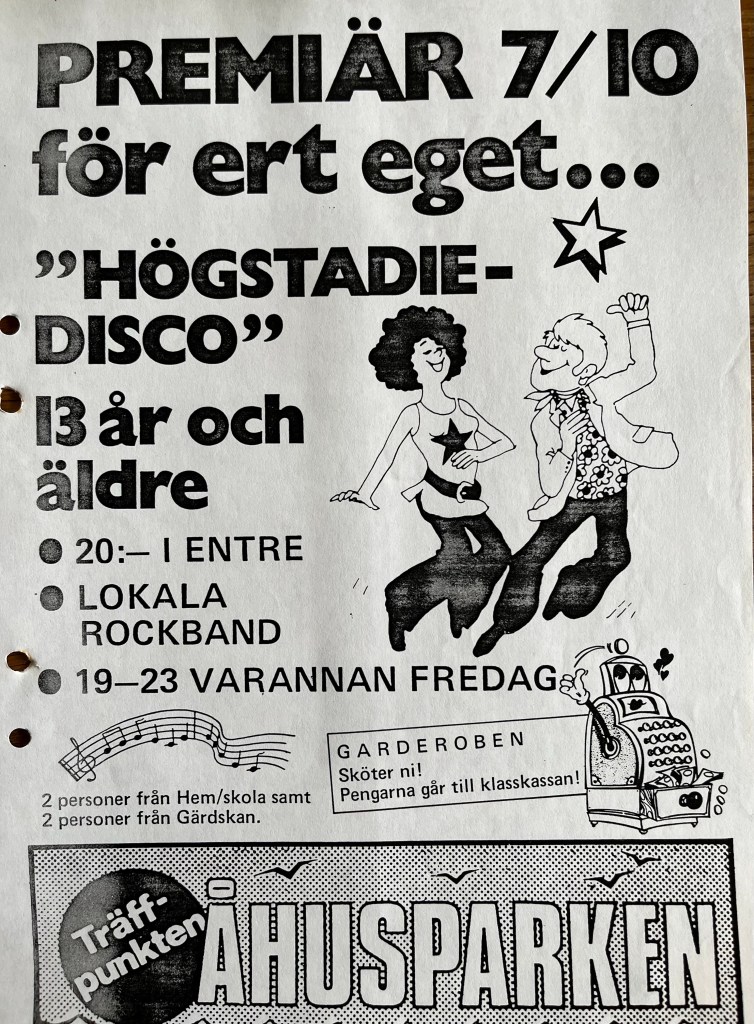 PREMIÄR 7/10
för ert eget...
”HÖGSTADIE-
DISCO”
13 år och
äldre
● 20:– I ENTRE
● LOKALA
ROCKBAND
● 19–23 VARANNAN FREDAG
GARDEROBEN
Sköter ni!
Pengarna går till klasskassan!
2 personer från Hem/skola samt
2 personer från Gärdskan.
Träff-
punkten
ÅHUSPARKEN